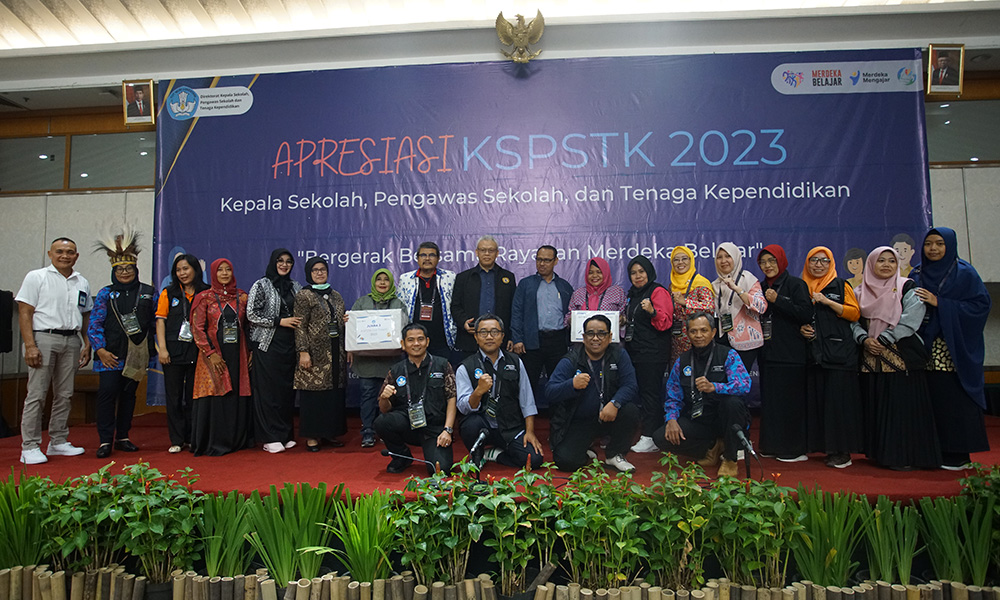 Direktorat Kepala Sekolah,
Pengawas Sekolah dan
Tenaga Kependidikan
MERDEKA
BELAJAR
Merdeka
Mengajar
APRESIASI KSPSTK 2023
Kepala Sekolah, Pengawas Sekolah, dan Tenaga Kependidikan
"Bergerak Bersama Rayakan Merdeka Belajar"